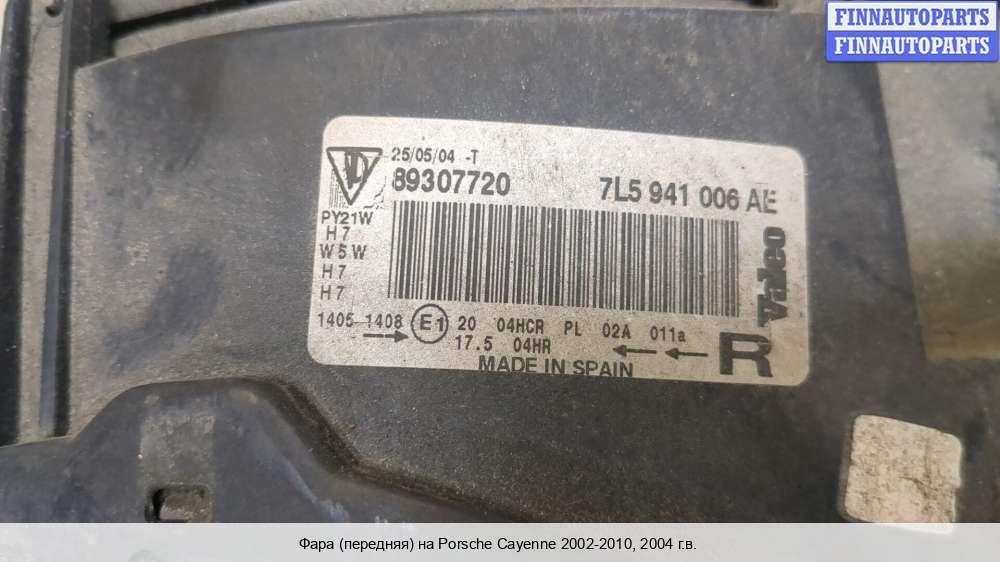 FINNAUTOPARTS
FINNAUTOPARTS
25/05/04 -T
89307720 7L5 941 006 AE
PY21W
H7
W5W
H7
H7
Valeo
1405 1408 E1 20 04HCR PL 02A 011a
17.5 04HR
R
MADE IN SPAIN
Фара (передняя) на Porsche Cayenne 2002-2010, 2004 г.в.